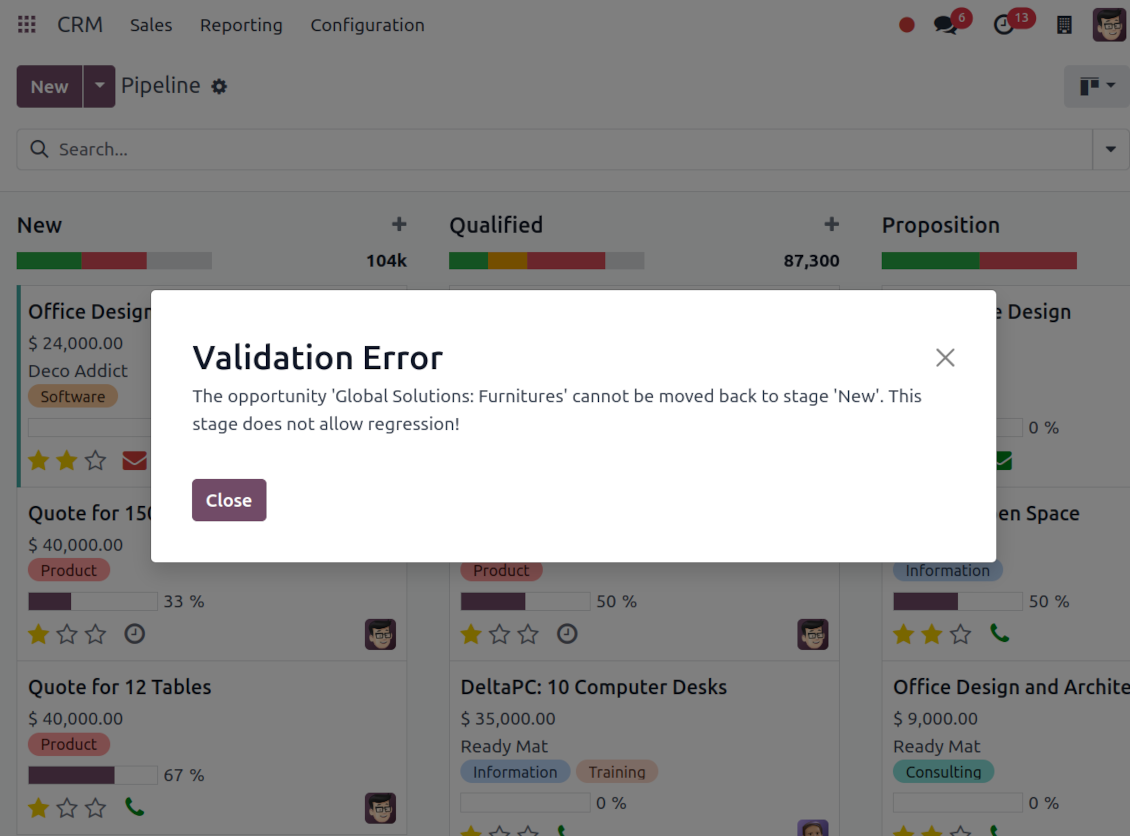 CRM Sales Reporting Configuration 6 13
New Pipeline
Search...
New 104k
Qualified 87,300
Proposition
Office Design
$ 24,000.00
Deco Addict
Software
Design
0 %
Validation Error
The opportunity 'Global Solutions: Furnitures' cannot be moved back to stage 'New'. This
stage does not allow regression!
Close
Quote for 150
$ 40,000.00
Product
33 %
Product
50 %
Space
Information
50 %
Quote for 12 Tables
$ 40,000.00
Product
67 %
DeltaPC: 10 Computer Desks
$ 35,000.00
Ready Mat
Information Training
0 %
Office Design and Archite
$ 9,000.00
Ready Mat
Consulting
0 %